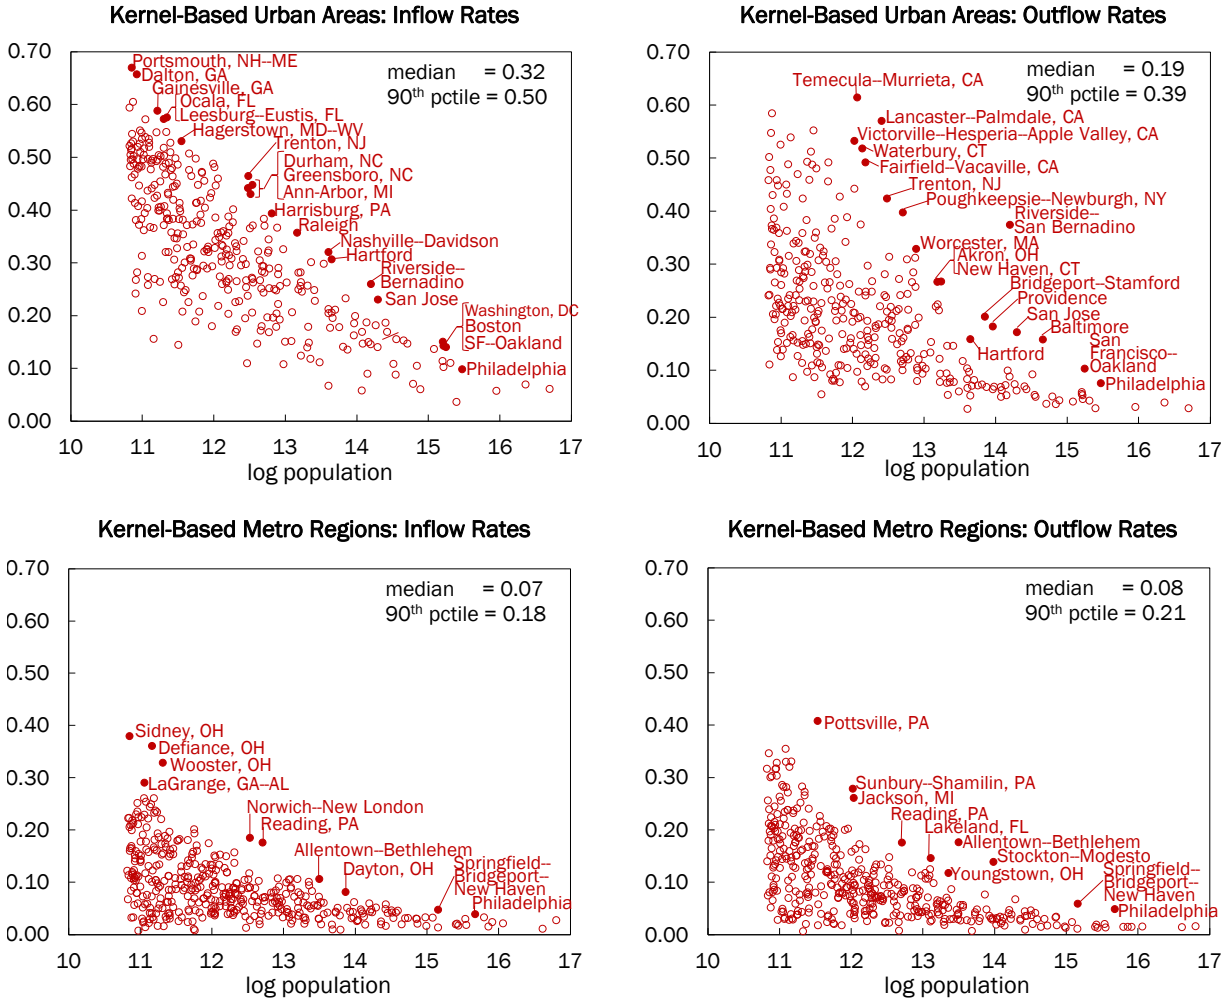 Kernel-Based Urban Areas: Inflow Rates
0.70
0.60
0.50
0.40
0.30
0.20
0.10
0.00
median = 0.32
90th pctile = 0.50
Portsmouth, NH--ME
Dalton, GA
Gainesville, GA
Ocala, FL
Leesburg--Eustis, FL
Hagerstown, MD--WV
Trenton, NJ
Durham, NC
Greensboro, NC
Ann-Arbor, MI
Harrisburg, PA
Raleigh
Nashville--Davidson
Hartford
Riverside--
Bernadino
San Jose
Washington, DC
Boston
SF--Oakland
Philadelphia
10 11 12 13 14 15 16 17
log population
Kernel-Based Urban Areas: Outflow Rates
0.70
0.60
0.50
0.40
0.30
0.20
0.10
0.00
median = 0.19
90th pctile = 0.39
Temecula--Murrieta, CA
Lancaster--Palmdale, CA
Victorville--Hesperia--Apple Valley, CA
Waterbury, CT
Fairfield--Vacaville, CA
Trenton, NJ
Poughkeepsie--Newburgh, NY
Riverside--
San Bernadino
Worcester, MA
Akron, OH
New Haven, CT
Bridgeport--Stamford
Providence
San Jose
Baltimore
Hartford
San
Francisco--
Oakland
Philadelphia
10 11 12 13 14 15 16 17
log population
Kernel-Based Metro Regions: Inflow Rates
0.70
0.60
0.50
0.40
0.30
0.20
0.10
0.00
median = 0.07
90th pctile = 0.18
Sidney, OH
Defiance, OH
Wooster, OH
LaGrange, GA--AL
Norwich--New London
Reading, PA
Allentown--Bethlehem
Dayton, OH
Springfield--
Bridgeport--
New Haven
Philadelphia
10 11 12 13 14 15 16 17
log population
Kernel-Based Metro Regions: Outflow Rates
0.70
0.60
0.50
0.40
0.30
0.20
0.10
0.00
median = 0.08
90th pctile = 0.21
Pottsville, PA
Sunbury--Shamilin, PA
Jackson, MI
Reading, PA
Lakeland, FL
Allentown--Bethlehem
Stockton--Modesto
Youngstown, OH
Springfield--
Bridgeport--
New Haven
Philadelphia
10 11 12 13 14 15 16 17
log population